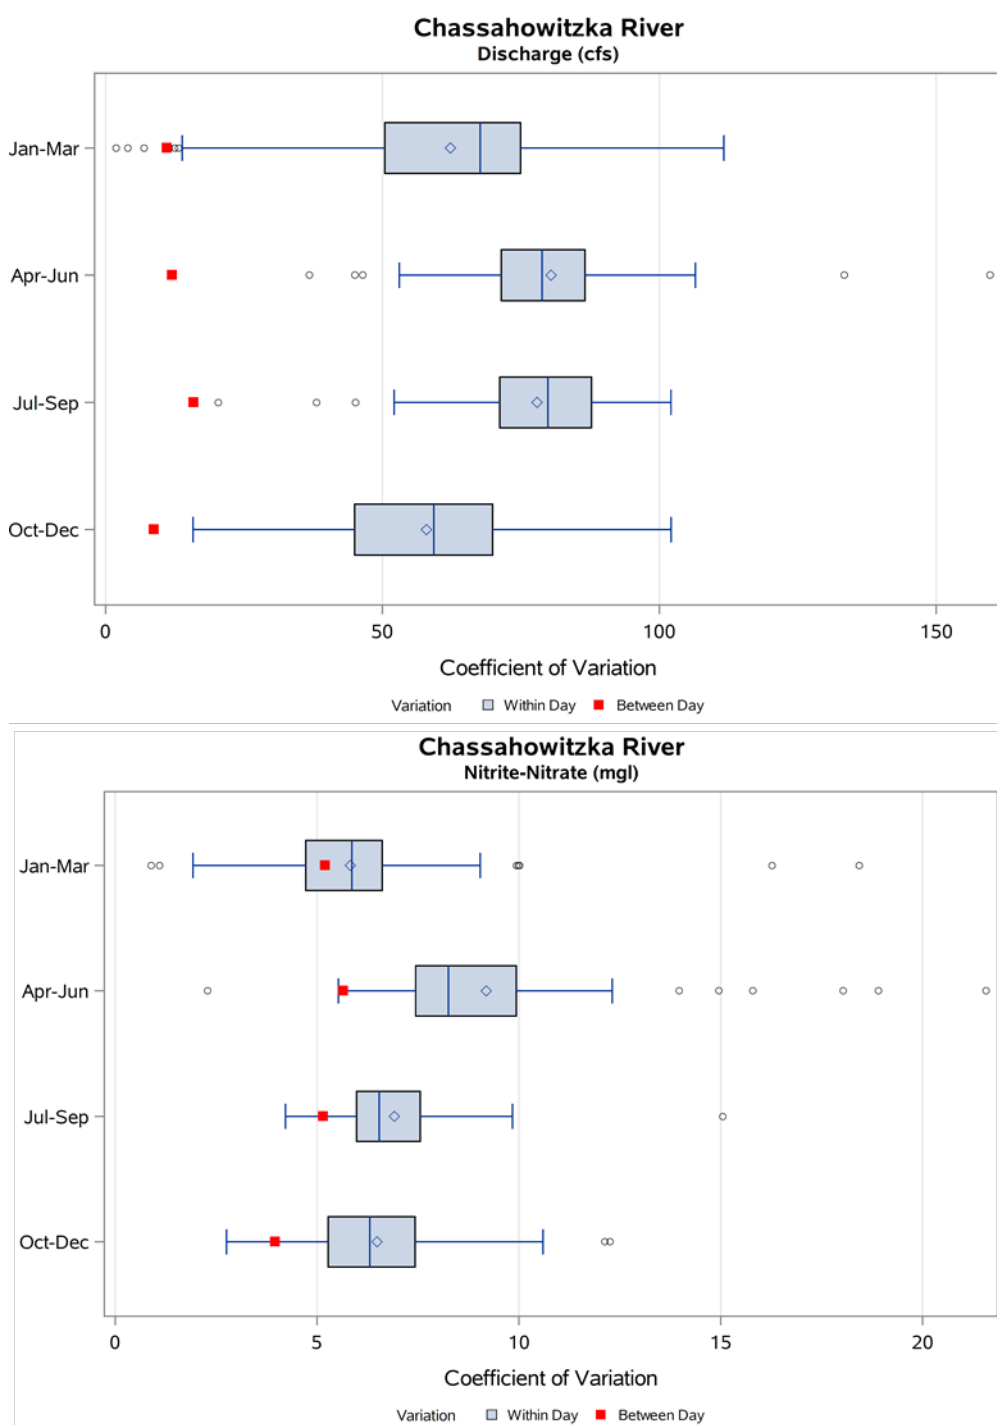 Chassahowitzka River
Discharge (cfs)
Jan-Mar
Apr-Jun
Jul-Sep
Oct-Dec
0 50 100 150
Coefficient of Variation
Variation Within Day Between Day
Chassahowitzka River
Nitrite-Nitrate (mgl)
Jan-Mar
Apr-Jun
Jul-Sep
Oct-Dec
0 5 10 15 20
Coefficient of Variation
Variation Within Day Between Day